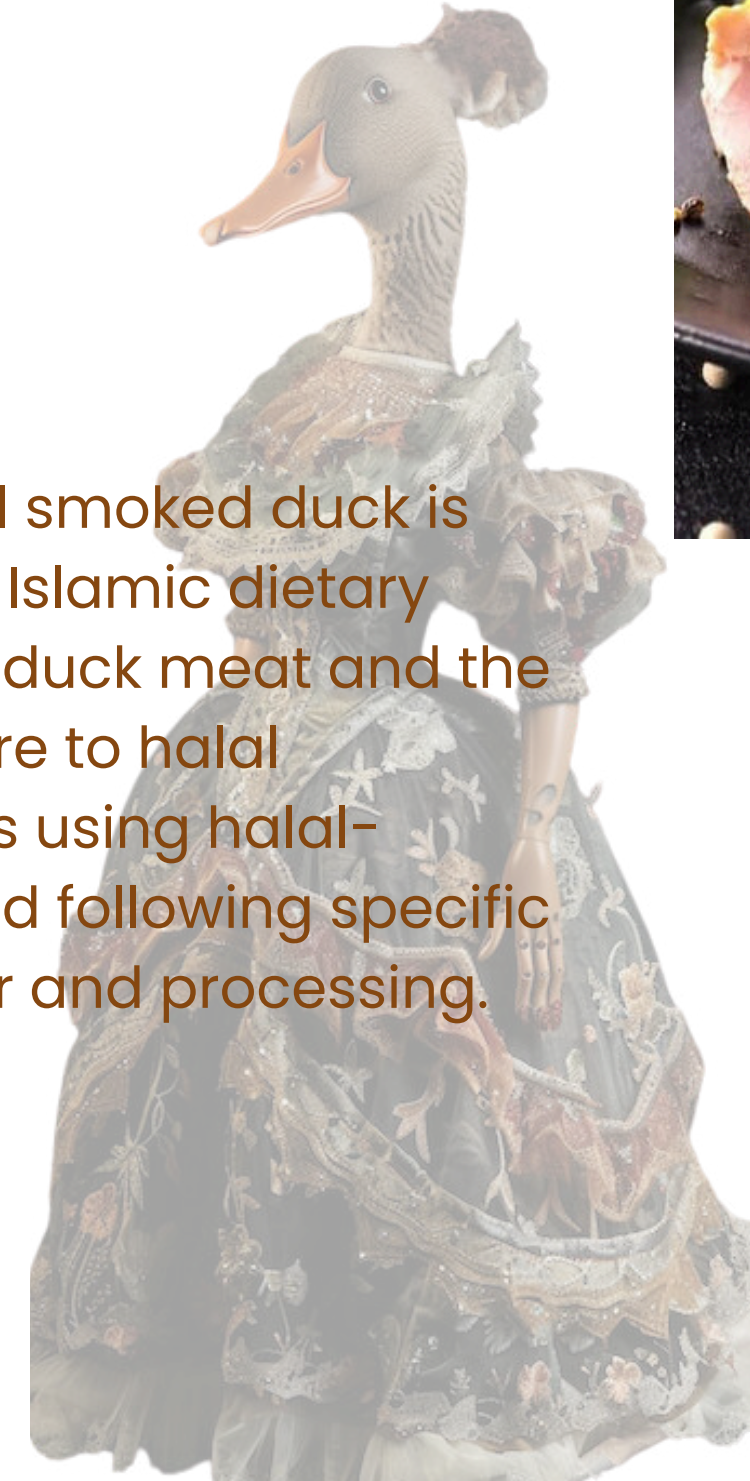 smoked duck is
Islamic dietary
duck meat and the
re to halal
s using halal-
d following specific
r and processing.